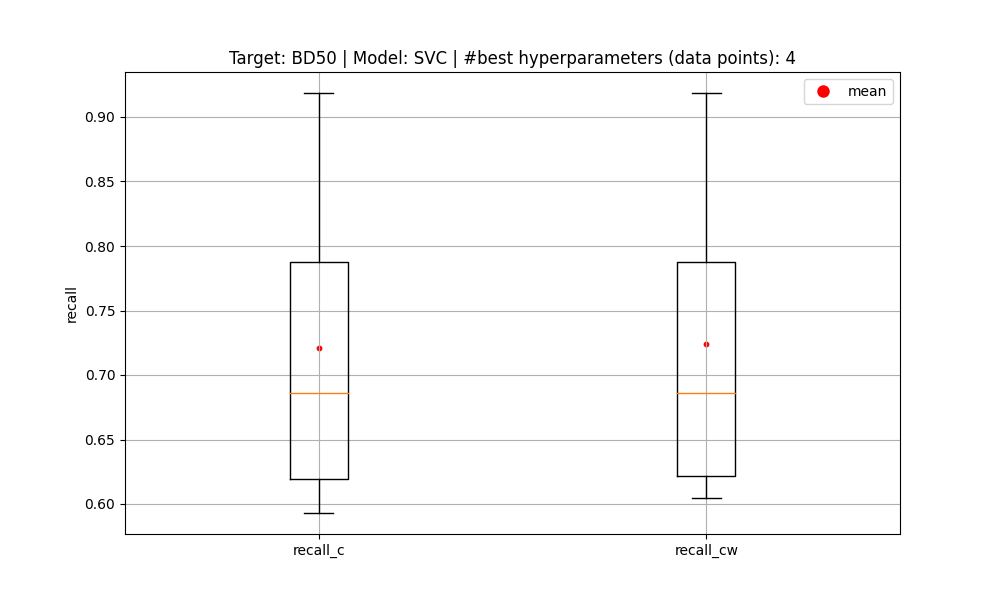 Target: BD50 | Model: SVC | #best hyperparameters (data points): 4
mean
0.90
0.85
0.80
0.75
0.70
0.65
0.60
recall
recall_c
recall_cw